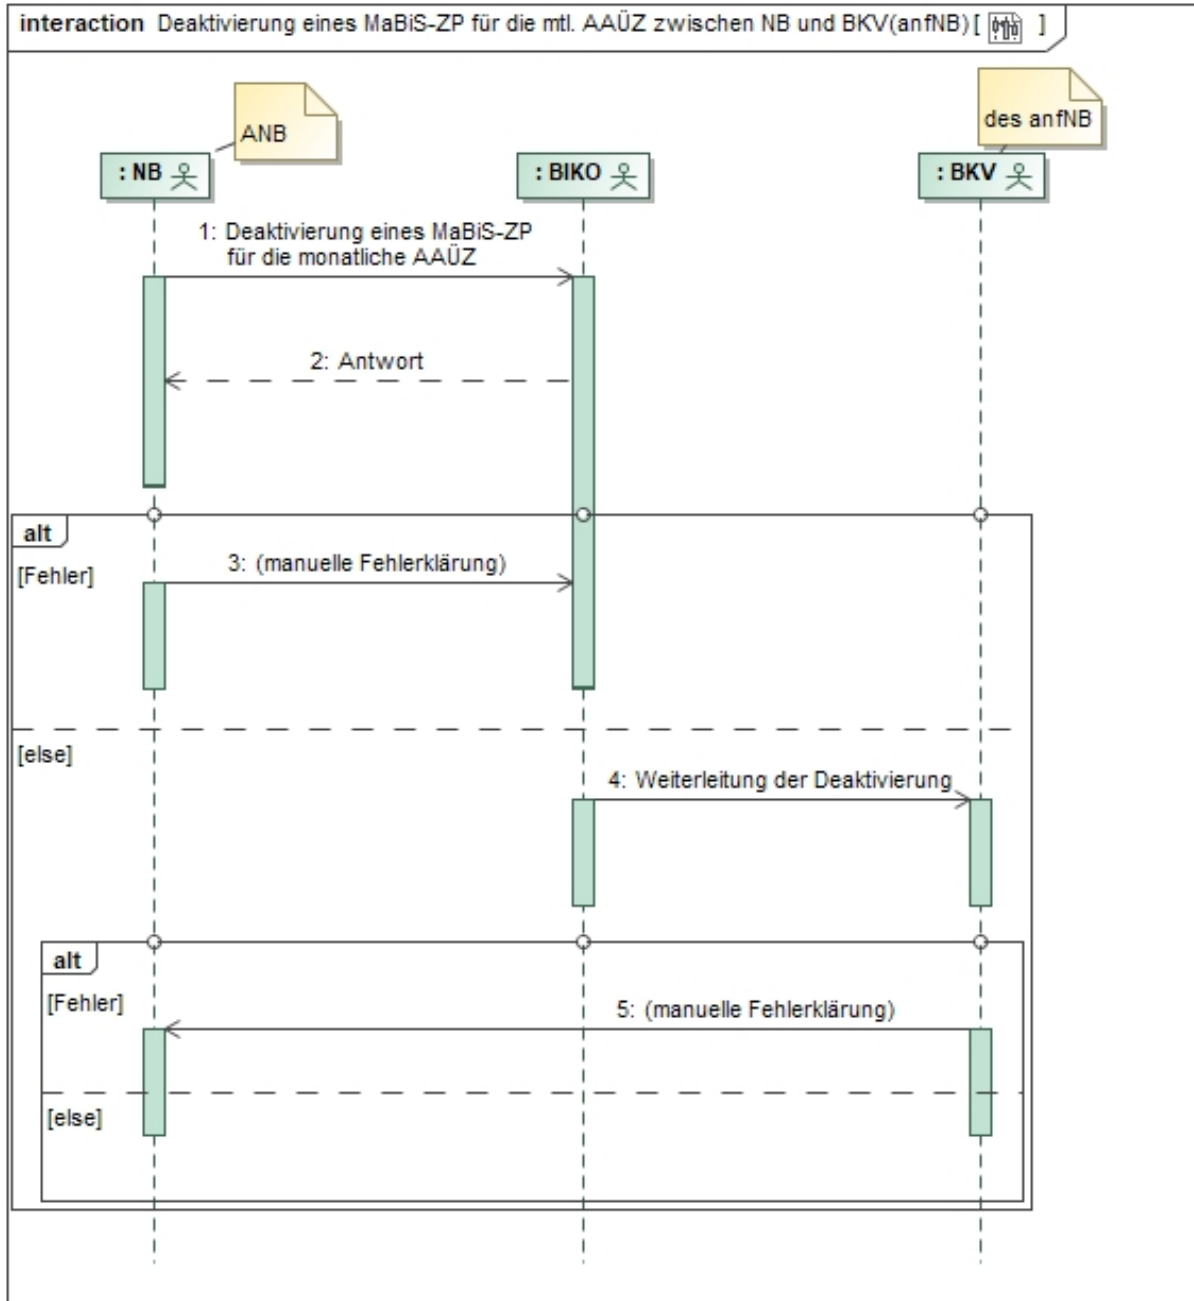 interaction Deaktivierung eines MaBiS-ZP für die mtl. AAÜZ zwischen NB und BKV(anfNB) [ ]
ANB
des anfNB
: NB
: BIKO
: BKV
1: Deaktivierung eines MaBiS-ZP
für die monatliche AAÜZ
2: Antwort
alt
[Fehler]
3: (manuelle Fehlerklärung)
[else]
4: Weiterleitung der Deaktivierung
alt
[Fehler]
5: (manuelle Fehlerklärung)
[else]